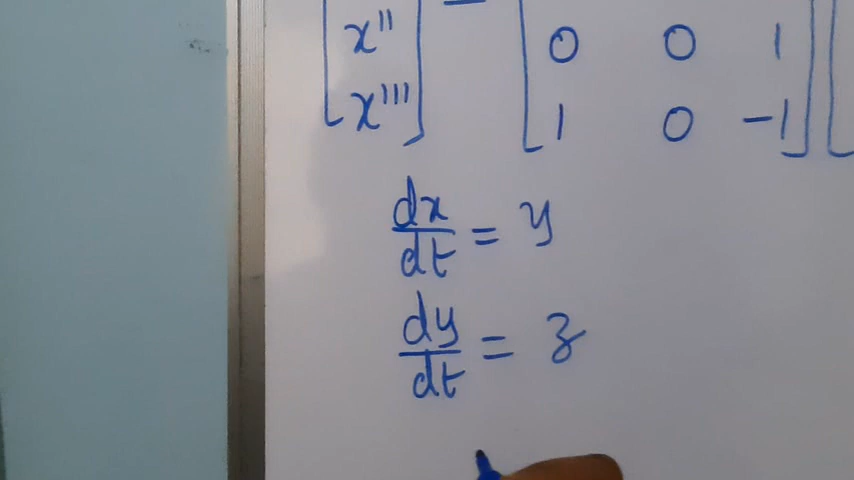 x'' = 0 0 1
x''' 1 0 -1
dx/dt = y
dy/dt = z